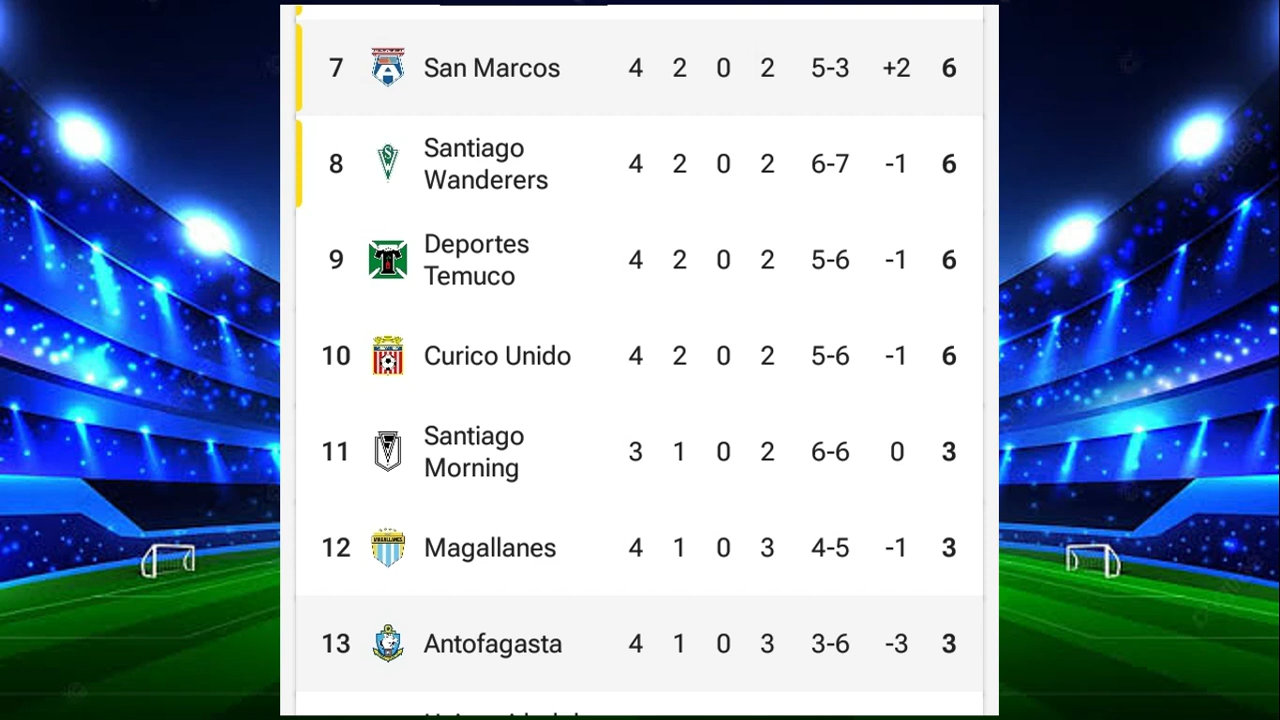 7 San Marcos 4 2 0 2 5-3 +2 6
8 Santiago Wanderers 4 2 0 2 6-7 -1 6
9 Deportes Temuco 4 2 0 2 5-6 -1 6
10 Curico Unido 4 2 0 2 5-6 -1 6
11 Santiago Morning 3 1 0 2 6-6 0 3
12 Magallanes 4 1 0 3 4-5 -1 3
13 Antofagasta 4 1 0 3 3-6 -3 3